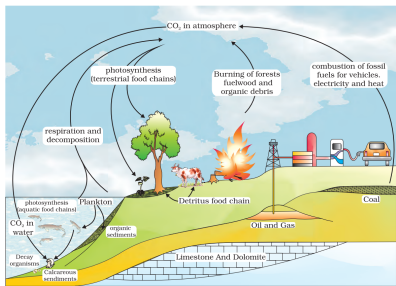 CO2 in atmosphere
photosynthesis
(terrestrial food chains)
Burning of forests
fuelwood and
organic debris
combustion of fossil
fuels for vehicles.
electricity and heat
respiration and
decomposition
photosynthesis
(aquatic food chains)
Plankton
CO2 in
water
organic
sediments
Detritus food chain
Coal
Oil and Gas
Decay
organisms
Calcareous
sendiments
Limestone And Dolomite